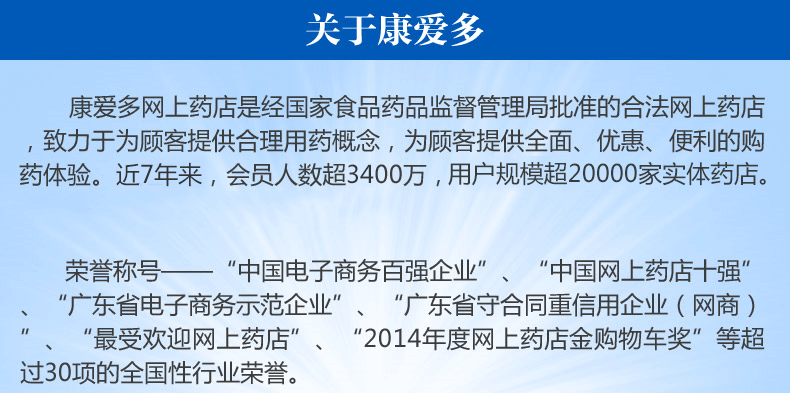 关于康爱多
康爱多网上药店是经国家食品药品监督管理局批准的合法网上药店
，致力于为顾客提供合理用药概念，为顾客提供全面、优惠、便利的购
药体验。近7年来，会员人数超3400万，用户规模超20000家实体药店。
荣誉称号——“中国电子商务百强企业”、“中国网上药店十强”
、“广东省电子商务示范企业”、“广东省守合同重信用企业（网商）
”、“最受欢迎网上药店”、“2014年度网上药店金购物车奖”等超
过30项的全国性行业荣誉。